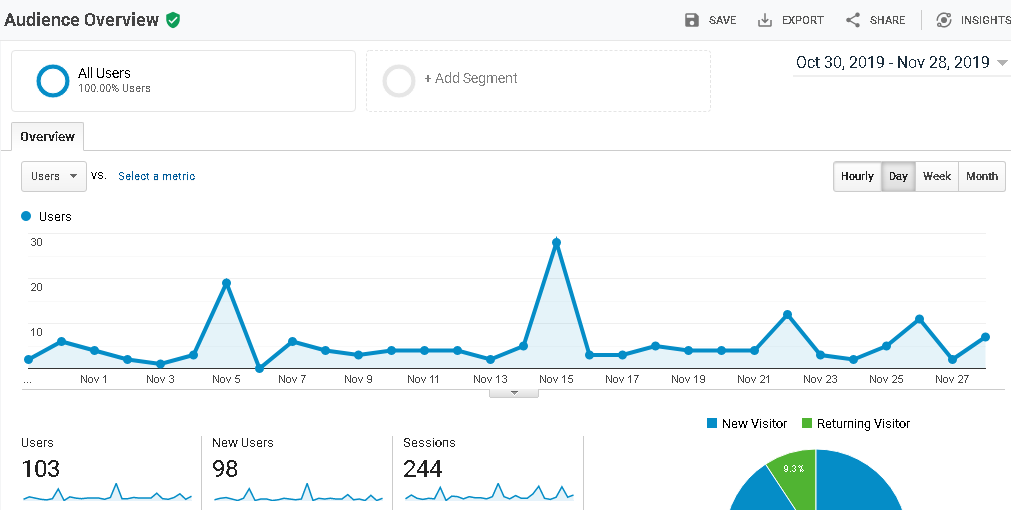 Audience Overview
SAVE EXPORT SHARE INSIGHTS
All Users
100.00% Users
+ Add Segment
Oct 30, 2019 - Nov 28, 2019
Overview
Users vs. Select a metric
Hourly Day Week Month
Users
30
20
10
... Nov 1 Nov 3 Nov 5 Nov 7 Nov 9 Nov 11 Nov 13 Nov 15 Nov 17 Nov 19 Nov 21 Nov 23 Nov 25 Nov 27
New Visitor Returning Visitor
Users
103
New Users
98
Sessions
244
9.3%